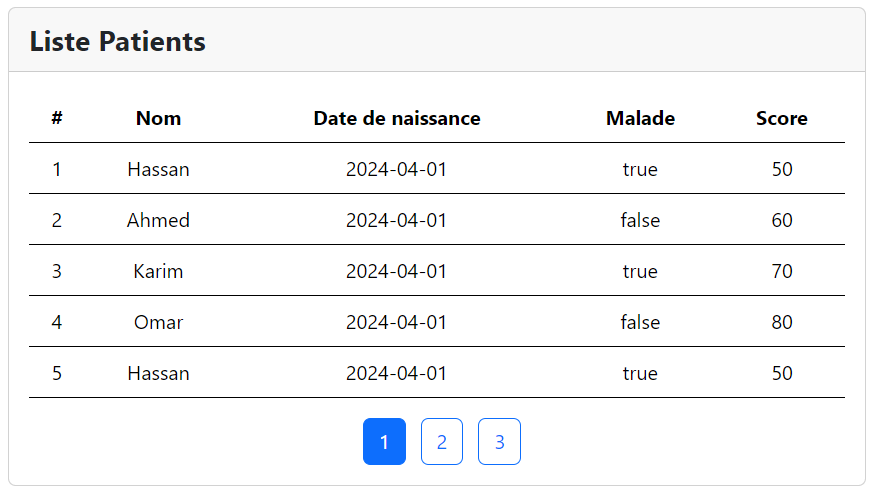 Liste Patients
# Nom Date de naissance Malade Score
1 Hassan 2024-04-01 true 50
2 Ahmed 2024-04-01 false 60
3 Karim 2024-04-01 true 70
4 Omar 2024-04-01 false 80
5 Hassan 2024-04-01 true 50
1 2 3